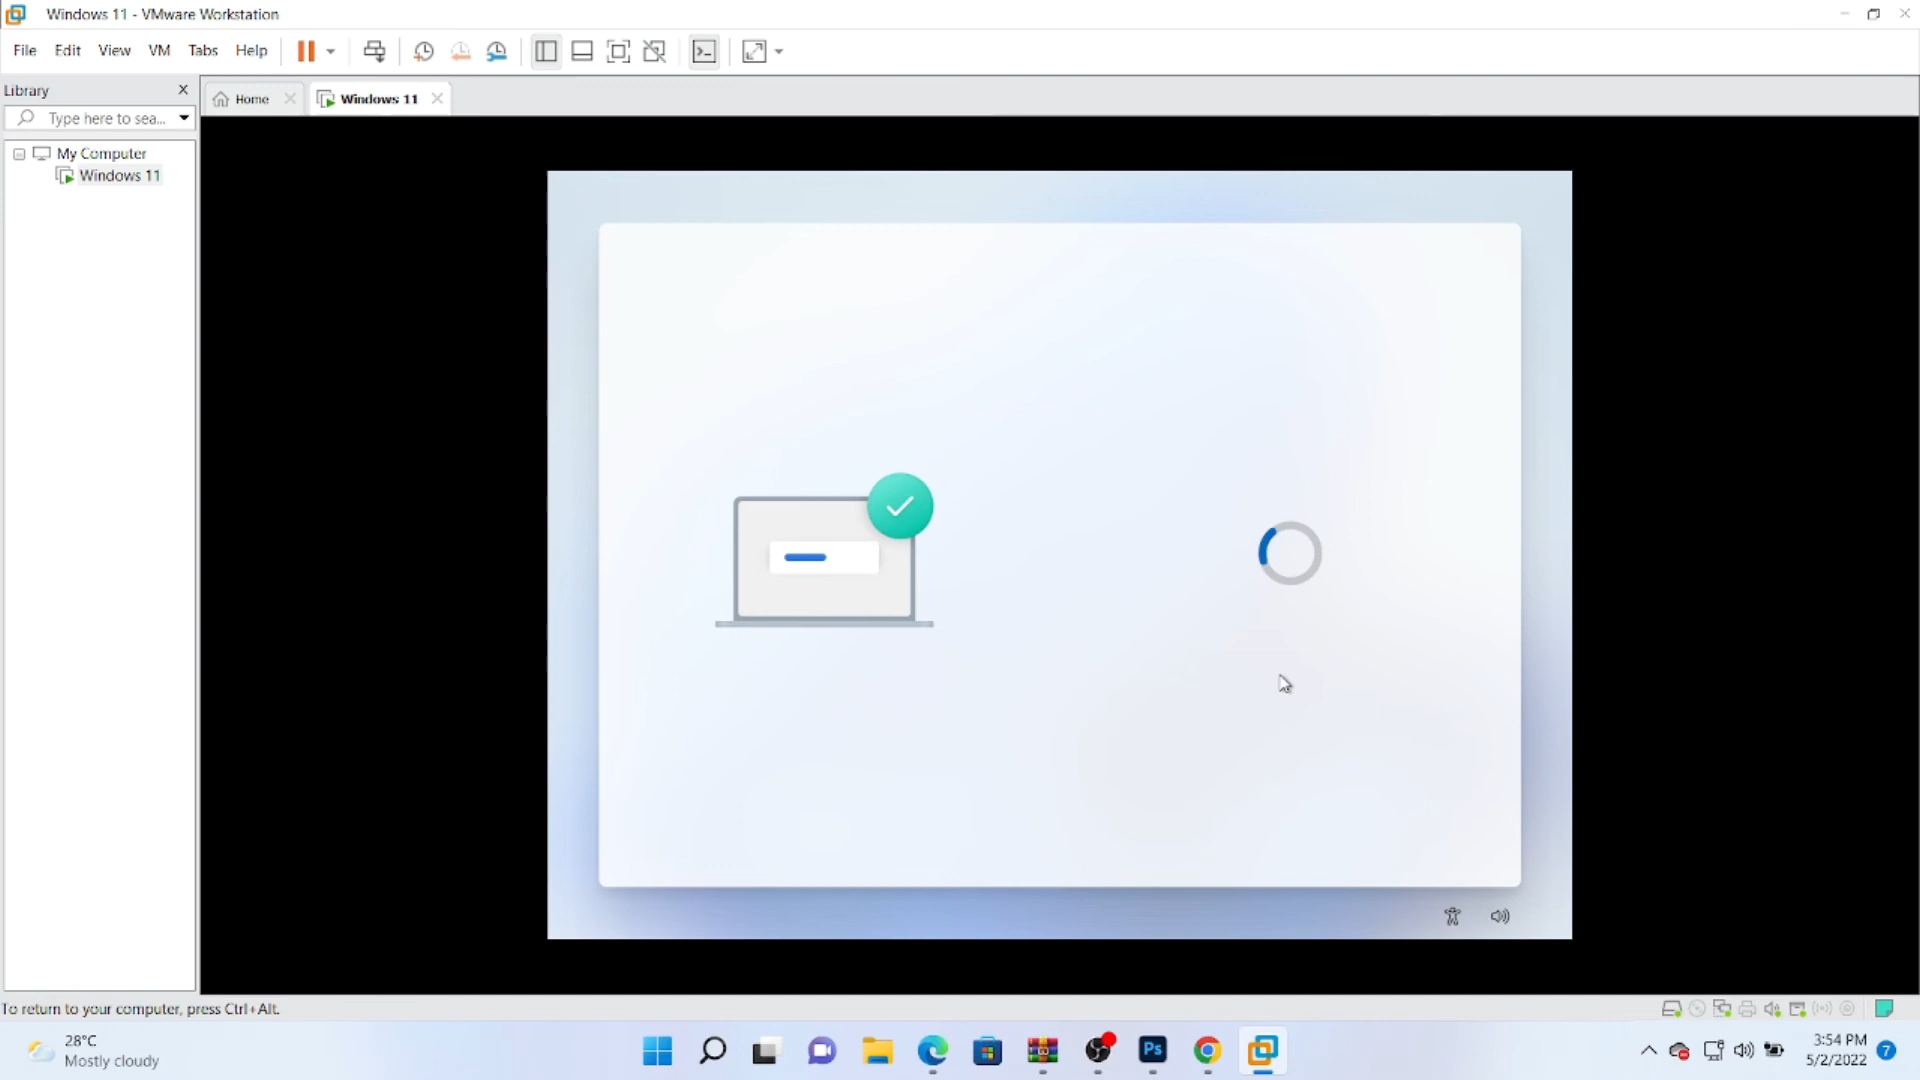 Windows 11 - VMware Workstation
File Edit View VM Tabs Help
Library
Home
Windows 11
Type here to sea...
My Computer
Windows 11
To return to your computer, press Ctrl+Alt.
28°C
Mostly cloudy
Ps
3:54 PM
5/2/2022
7